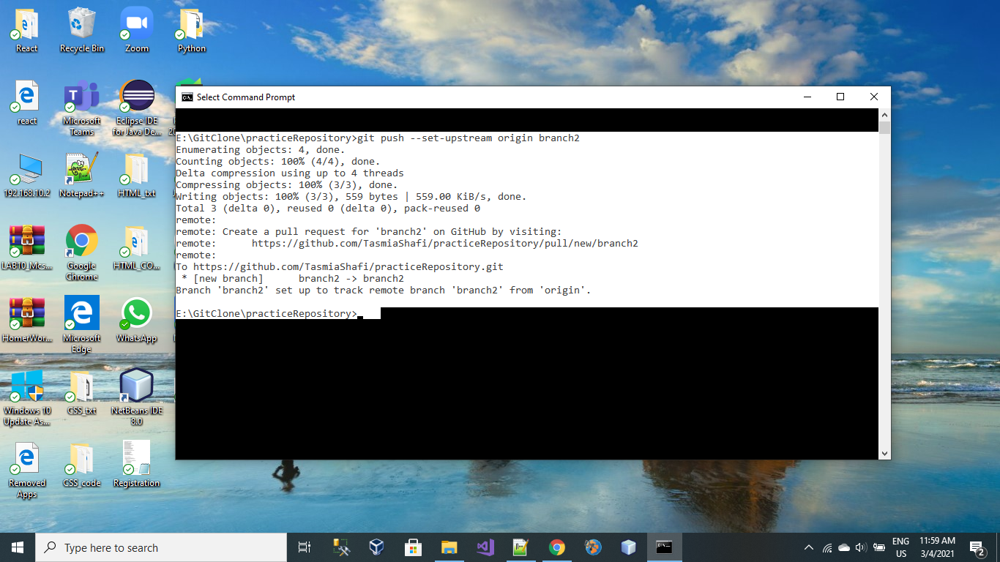 React
Recycle Bin
Zoom
Python
react
Microsoft
Teams
Eclipse IDE
for Java De...
192.168.10.2
Notepad++
HTML_txt
LAB10_Mcs...
Google
Chrome
HTML_CO...
HomerWor...
Microsoft
Edge
WhatsApp
Windows 10
Update As...
CSS_txt
NetBeans IDE
8.0
Removed
Apps
CSS_code
Registration
Select Command Prompt
E:\GitClone\practiceRepository>git push --set-upstream origin branch2
Enumerating objects: 4, done.
Counting objects: 100% (4/4), done.
Delta compression using up to 4 threads
Compressing objects: 100% (3/3), done.
Writing objects: 100% (3/3), 559 bytes | 559.00 KiB/s, done.
Total 3 (delta 0), reused 0 (delta 0), pack-reused 0
remote:
remote: Create a pull request for 'branch2' on GitHub by visiting:
remote:      https://github.com/TasmiaShafi/practiceRepository/pull/new/branch2
remote:
To https://github.com/TasmiaShafi/practiceRepository.git
 * [new branch]      branch2 -> branch2
Branch 'branch2' set up to track remote branch 'branch2' from 'origin'.
E:\GitClone\practiceRepository>
Type here to search
ENG
US
11:59 AM
3/4/2021
2